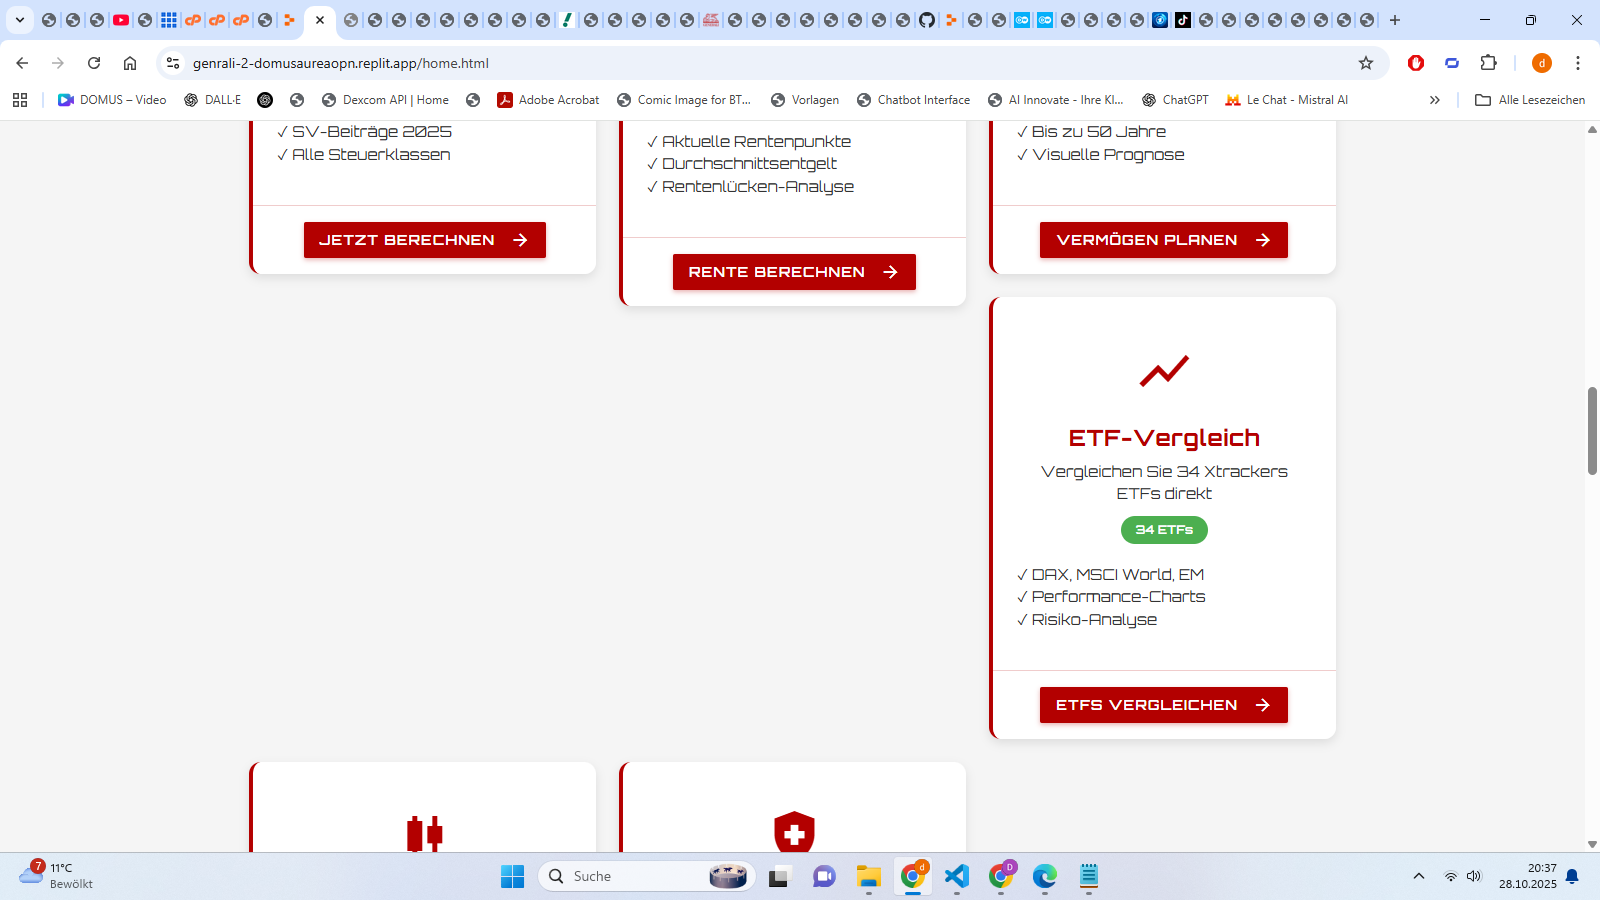 genrali-2-domusaureaopn.replit.app/home.html
d
DOMUS – Video
DALL·E
Dexcom API | Home
Adobe Acrobat
Comic Image for BT...
Vorlagen
Chatbot Interface
AI Innovate - Ihre KI...
ChatGPT
Le Chat - Mistral AI
Alle Lesezeichen
✓ SV-Beiträge 2025
✓ Alle Steuerklassen
JETZT BERECHNEN →
✓ Aktuelle Rentenpunkte
✓ Durchschnittsentgelt
✓ Rentenlücken-Analyse
RENTE BERECHNEN →
✓ Bis zu 50 Jahre
✓ Visuelle Prognose
VERMÖGEN PLANEN →
ETF-Vergleich
Vergleichen Sie 34 Xtrackers
ETFs direkt
34 ETFs
✓ DAX, MSCI World, EM
✓ Performance-Charts
✓ Risiko-Analyse
ETFS VERGLEICHEN →
7
11°C
Bewölkt
Suche
d
D
20:37
28.10.2025